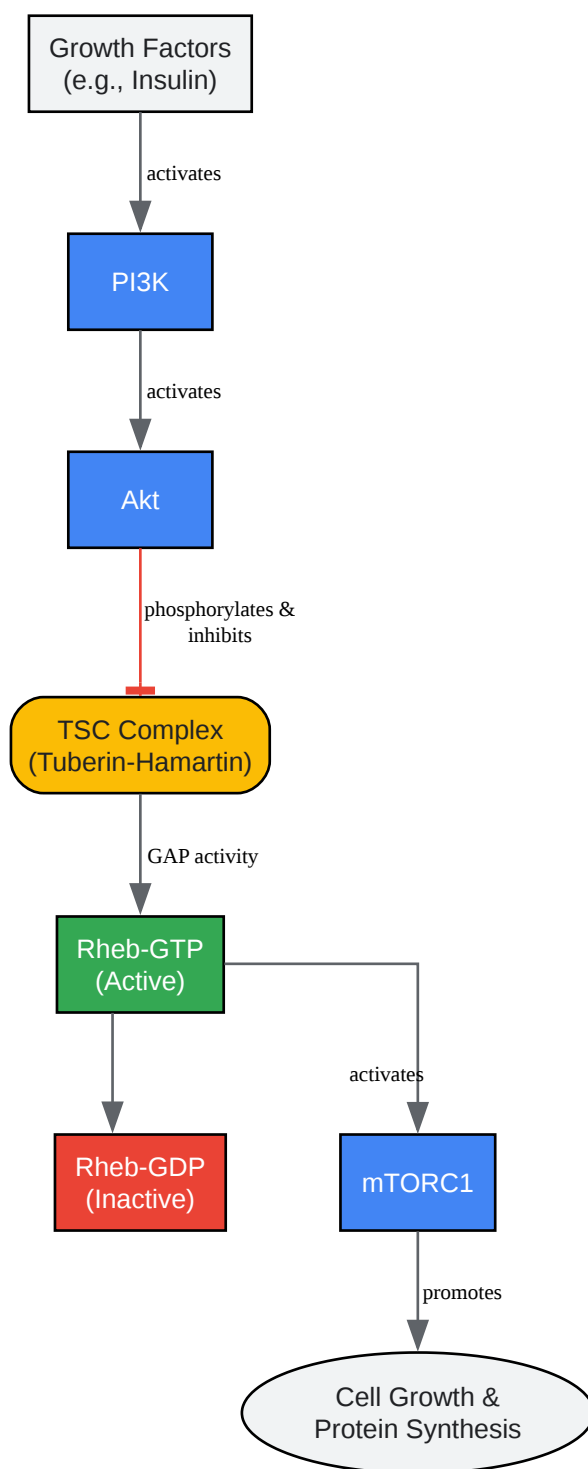 Growth Factors
(e.g., Insulin)
activates
PI3K
activates
Akt
phosphorylates &
inhibits
TSC Complex
(Tuberin-Hamartin)
GAP activity
Rheb-GTP
(Active)
activates
Rheb-GDP
(Inactive)
mTORC1
promotes
Cell Growth &
Protein Synthesis